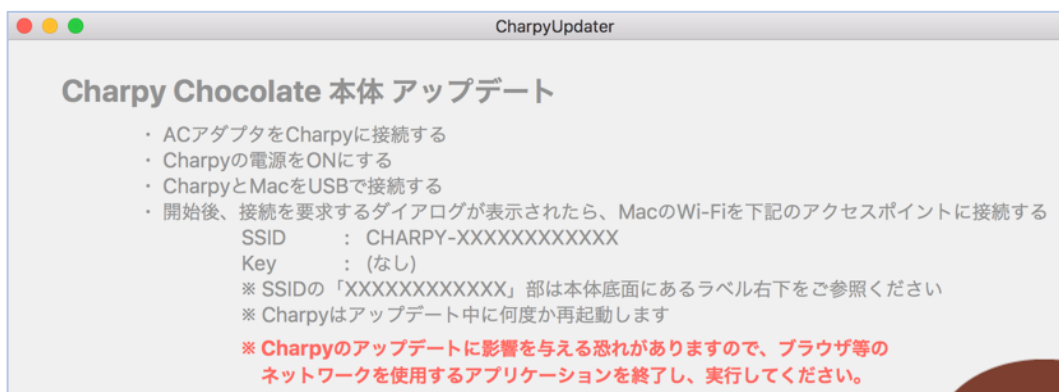 CharpyUpdater
Charpy Chocolate 本体 アップデート
・ ACアダプタをCharpyに接続する
・ Charpyの電源をONにする
・ CharpyとMacをUSBで接続する
・ 開始後、接続を要求するダイアログが表示されたら、MacのWi-Fiを下記のアクセスポイントに接続する
SSID : CHARPY-XXXXXXXXXXXX
Key : (なし)
※ SSIDの「XXXXXXXXXXXX」部は本体底面にあるラベル右下をご参照ください
※ Charpyはアップデート中に何度か再起動します
※ Charpyのアップデートに影響を与える恐れがありますので、ブラウザ等の
ネットワークを使用するアプリケーションを終了し、実行してください。